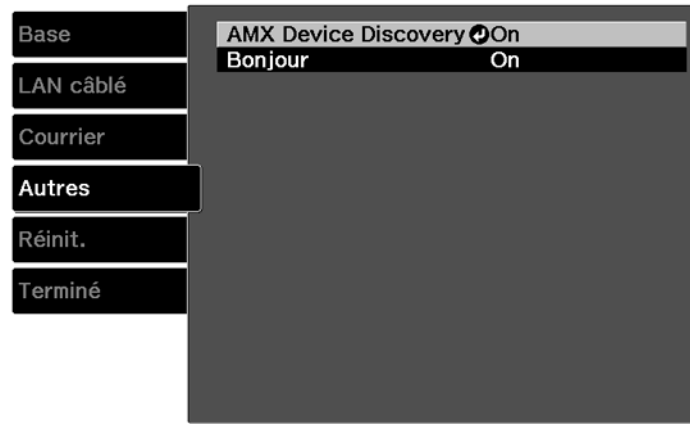 Base
LAN câblé
Courrier
Autres
Réinit.
Terminé
AMX Device Discovery On
Bonjour On